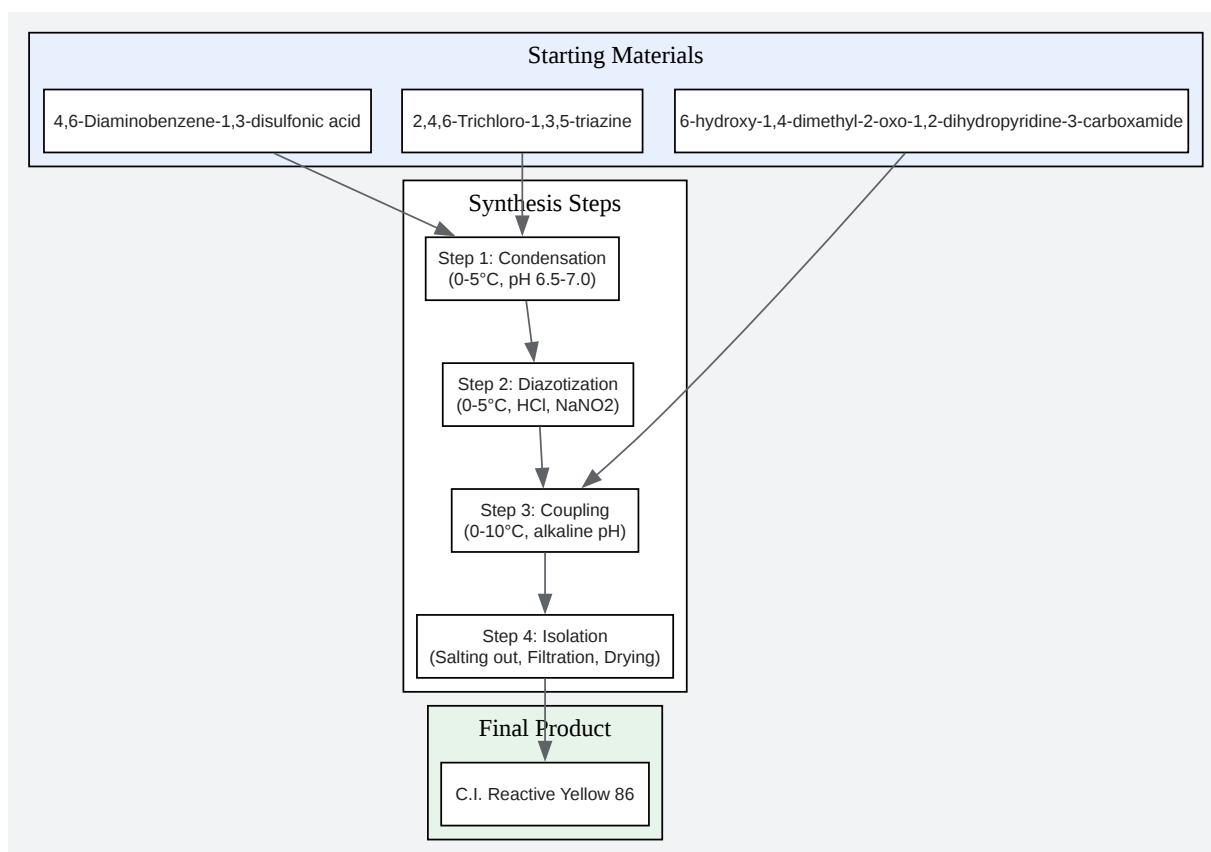 Starting Materials
4,6-Diaminobenzene-1,3-disulfonic acid
2,4,6-Trichloro-1,3,5-triazine
6-hydroxy-1,4-dimethyl-2-oxo-1,2-dihydropyridine-3-carboxamide
Synthesis Steps
Step 1: Condensation
(0-5°C, pH 6.5-7.0)
Step 2: Diazotization
(0-5°C, HCl, NaNO2)
Step 3: Coupling
(0-10°C, alkaline pH)
Step 4: Isolation
(Salting out, Filtration, Drying)
Final Product
C.I. Reactive Yellow 86